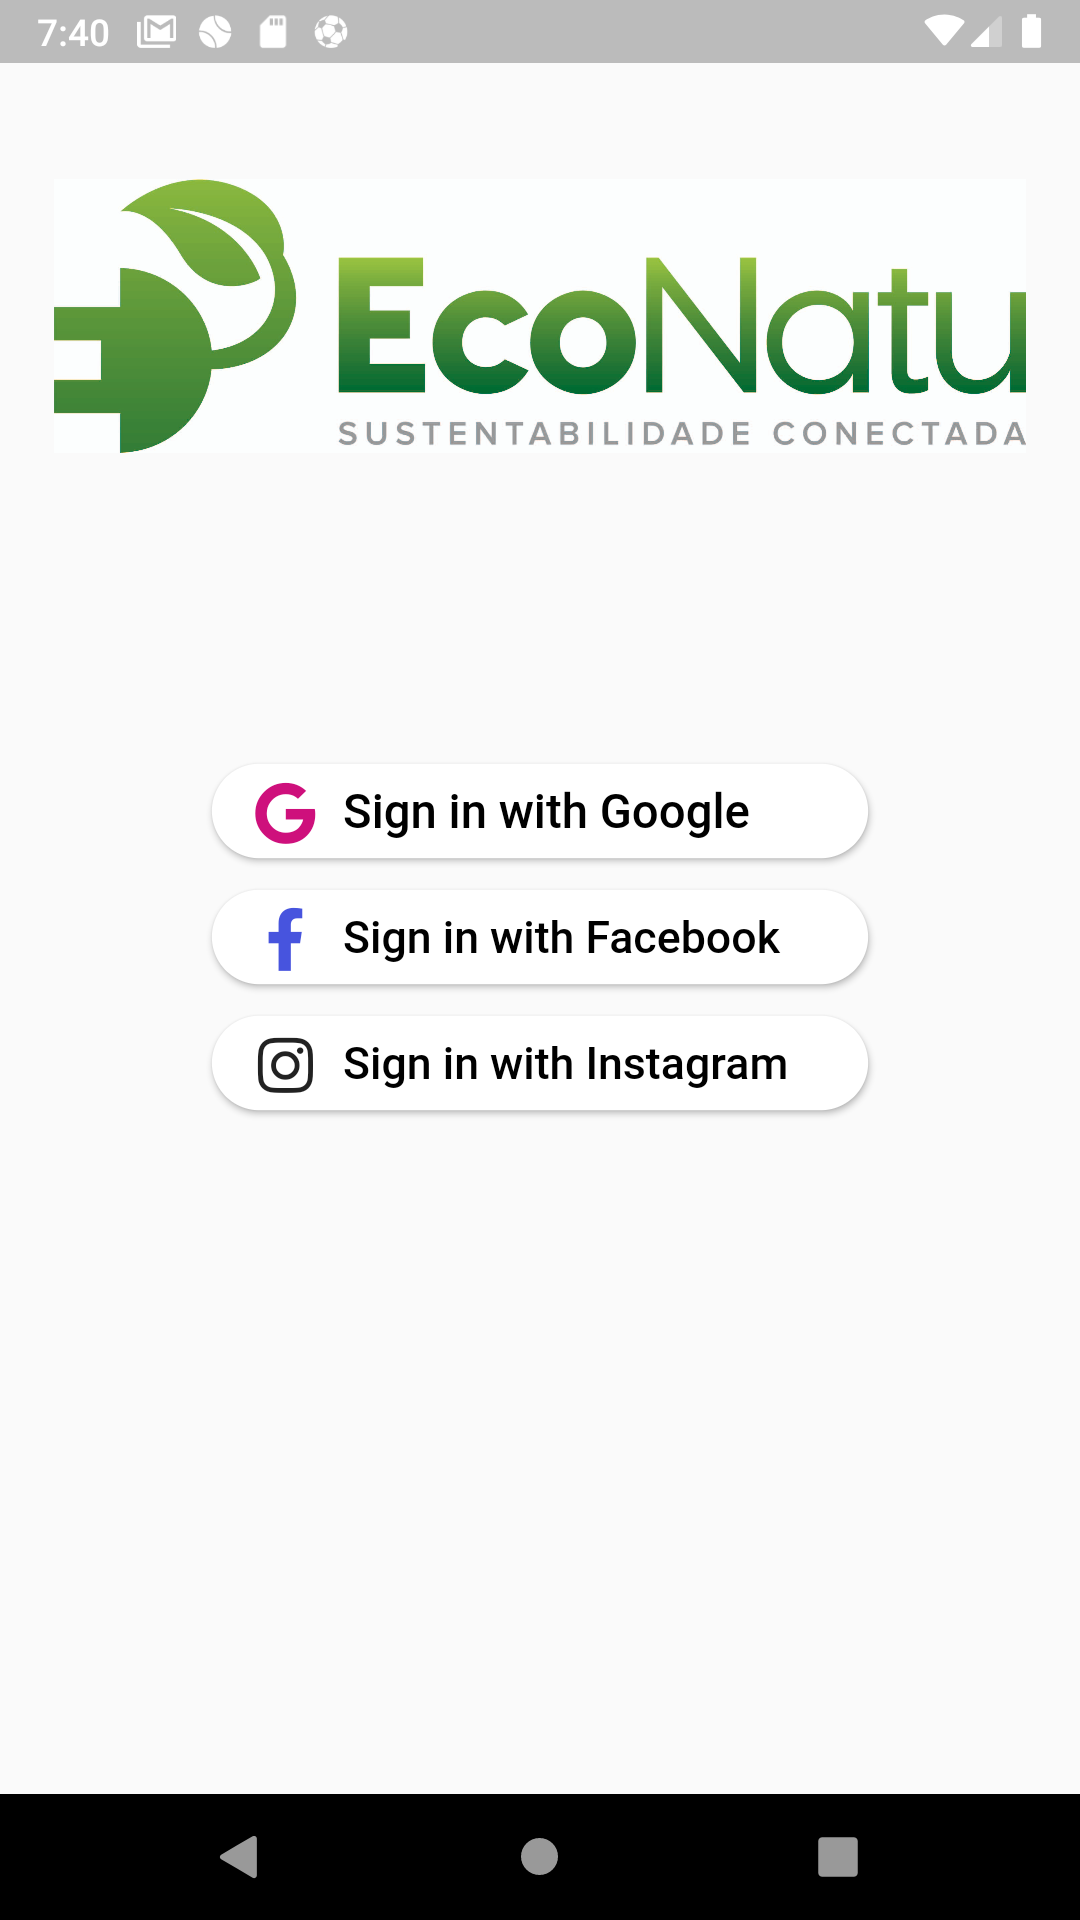 7:40
EcoNatu
SUSTENTABILIDADE CONECTADA
Sign in with Google
Sign in with Facebook
Sign in with Instagram